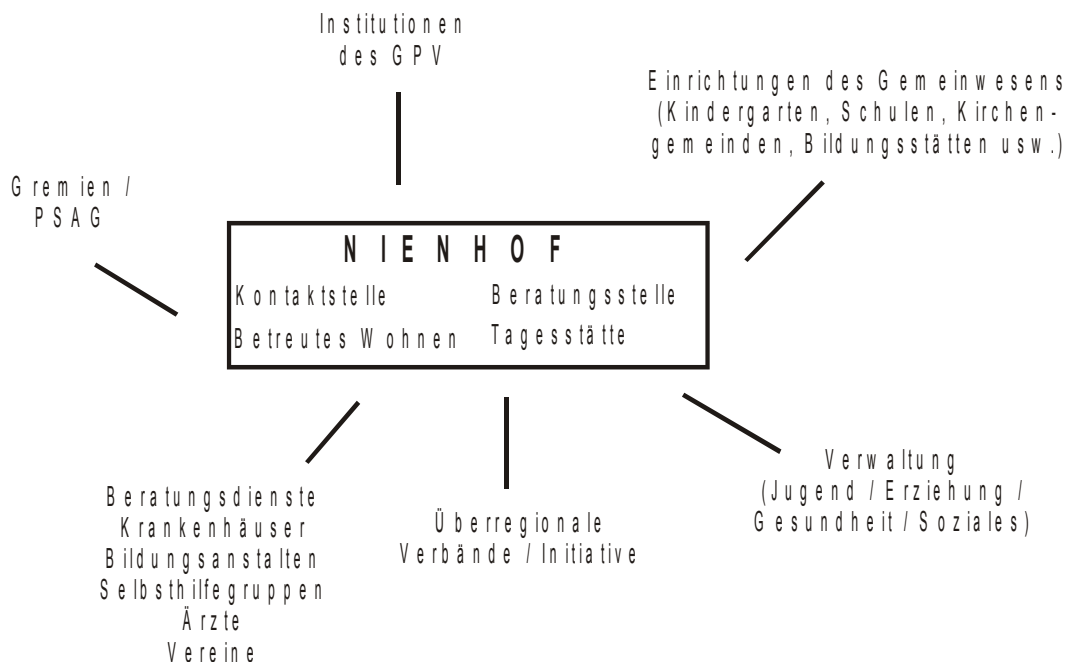 Institutionen
des GPV
Einrichtungen des Gemeinwesens
(Kindergarten, Schulen, Kirchen-
gemeinden, Bildungsstätten usw.)
Gremien /
PSAG
NIENHOF
Kontaktstelle Beratungsstelle
Betreutes Wohnen Tagesstätte
Beratungsdienste
Krankenhäuser
Bildungsanstalten
Selbsthilfegruppen
Ärzte
Vereine
Überregionale
Verbände / Initiative
Verwaltung
(Jugend / Erziehung /
Gesundheit / Soziales)